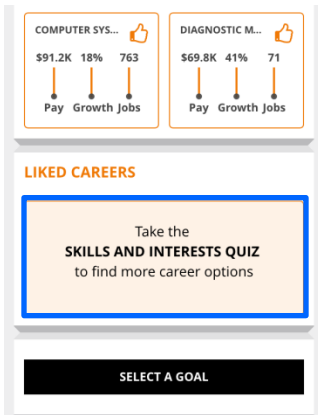 COMPUTER SYS...
DIAGNOSTIC M...
$91.2K 18% 763
$69.8K 41% 71
Pay Growth Jobs
Pay Growth Jobs
LIKED CAREERS
Take the
SKILLS AND INTERESTS QUIZ
to find more career options
SELECT A GOAL